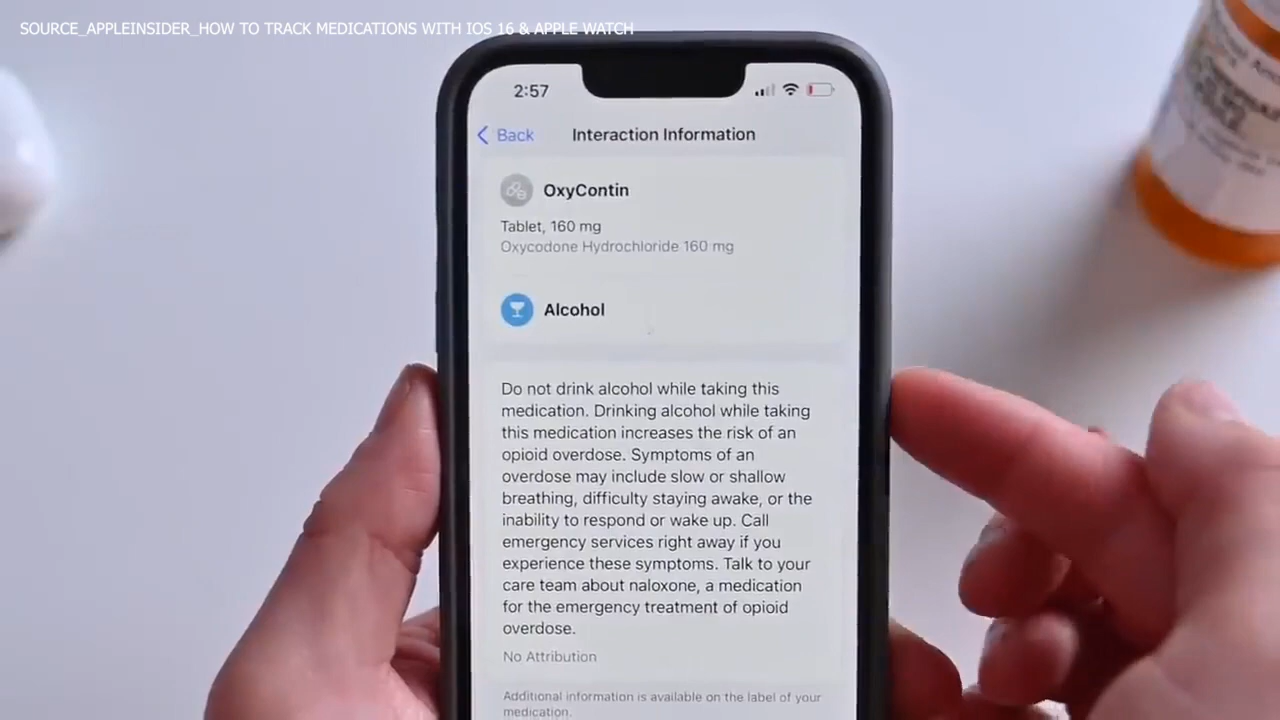 SOURCE_APPLEINSIDER_HOW TO TRACK MEDICATIONS WITH IOS 16 & APPLE WATCH
2:57
Back
Interaction Information
OxyContin
Tablet, 160 mg
Oxycodone Hydrochloride 160 mg
Alcohol
Do not drink alcohol while taking this
medication. Drinking alcohol while taking
this medication increases the risk of an
opioid overdose. Symptoms of an
overdose may include slow or shallow
breathing, difficulty staying awake, or the
inability to respond or wake up. Call
emergency services right away if you
experience these symptoms. Talk to your
care team about naloxone, a medication
for the emergency treatment of opioid
overdose.
No Attribution
Additional information is available on the label of your
medication.